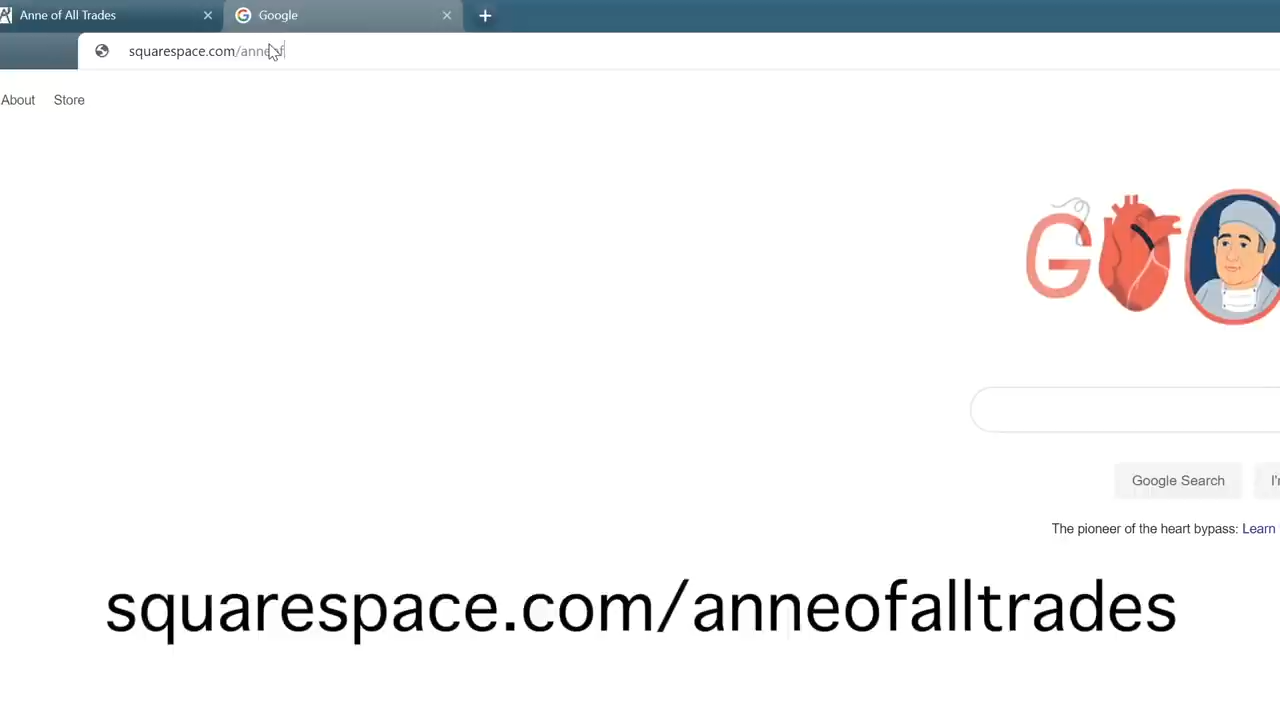 Anne of All Trades
Google
squarespace.com/anneof
About Store
G
Google Search I'
The pioneer of the heart bypass: Learn
squarespace.com/anneofalltrades